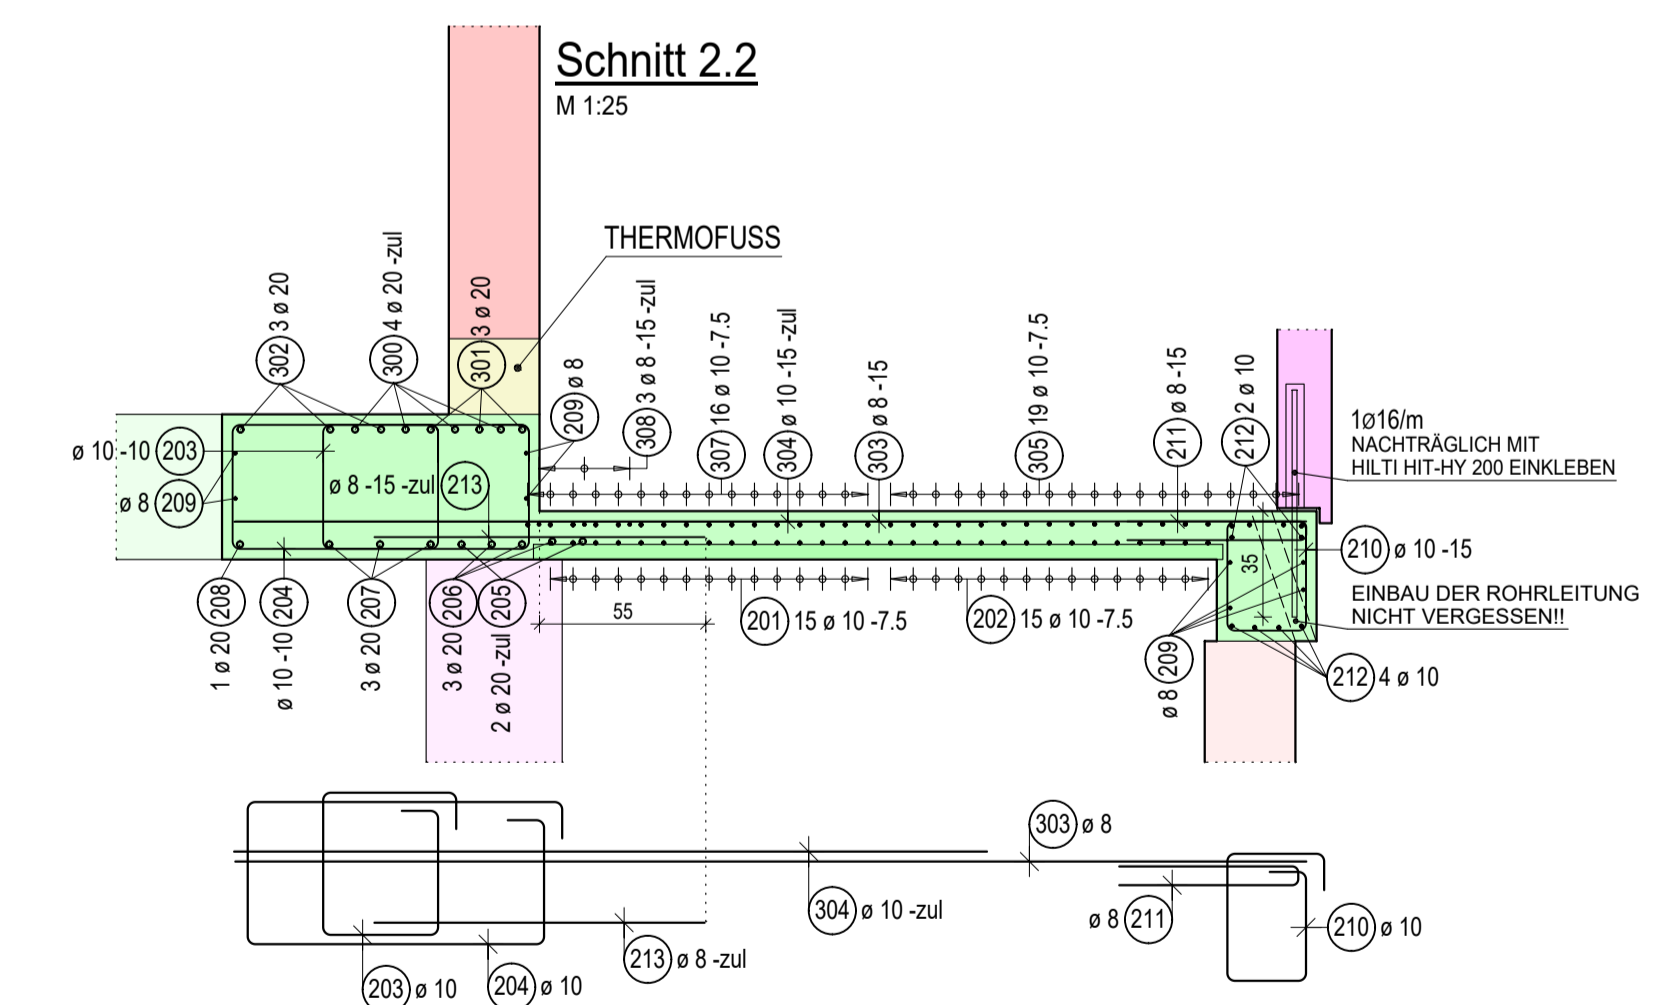 Schnitt 2.2
M 1:25
THERMOFUSS
302 3 ø 20
300 4 ø 20 -zul
301 3 ø 20
209 ø 8
308 3 ø 8 -15 -zul
307 16 ø 10 -7.5
304 ø 10 -15 -zul
303 ø 8 -15
305 19 ø 10 -7.5
211 ø 8 -15
212 2 ø 10
1Ø16/m
NACHTRÄGLICH MIT
HILTI HIT-HY 200 EINKLEBEN
ø 10 -10 203
ø 8 -15 -zul 213
ø 8 209
210 ø 10 -15
35
EINBAU DER ROHRLEITUNG
NICHT VERGESSEN!!
1 ø 20 208
ø 10 -10 204
3 ø 20 207
3 ø 20 206
2 ø 20 -zul 205
55
201 15 ø 10 -7.5
202 15 ø 10 -7.5
ø 8 209
212 4 ø 10
303 ø 8
304 ø 10 -zul
ø 8 211
210 ø 10
213 ø 8 -zul
203 ø 10
204 ø 10